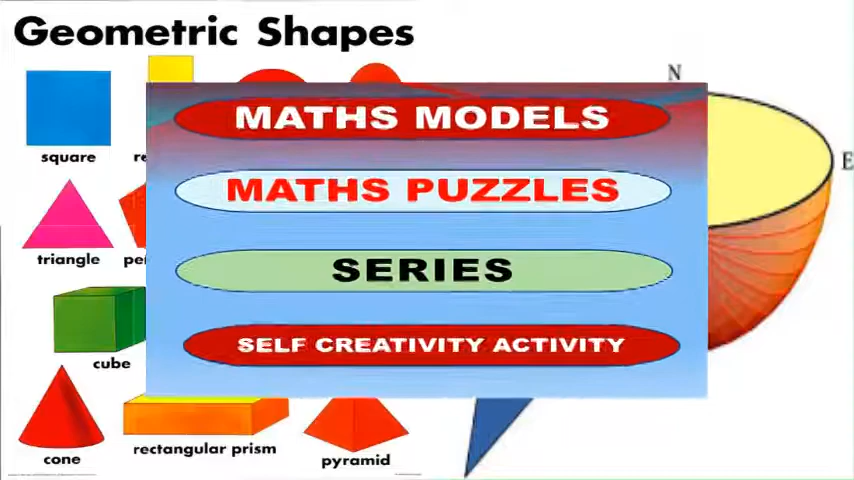 Geometric Shapes
N
MATHS MODELS
square
E
MATHS PUZZLES
triangle
SERIES
SELF CREATIVITY ACTIVITY
cube
cone
rectangular prism
pyramid